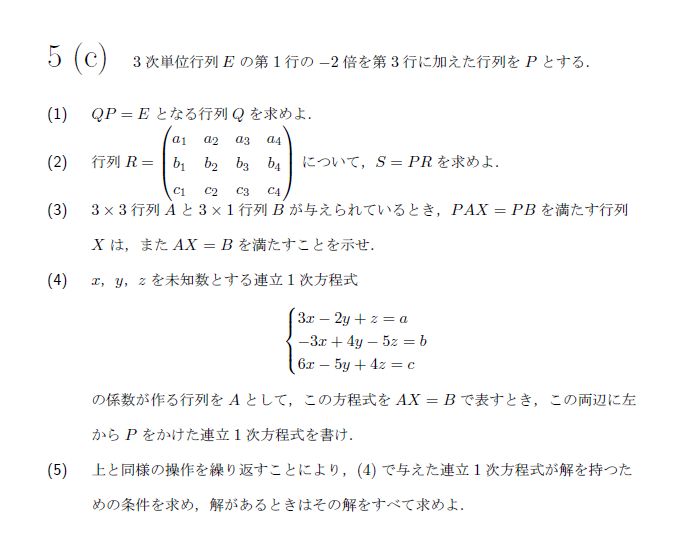 5 (c) 3 次単位行列 E の第 1 行の −2 倍を第 3 行に加えた行列を P とする.
(1) QP = E となる行列 Q を求めよ.
(2) 行列 R = \begin{pmatrix} a_1 & a_2 & a_3 & a_4 \\ b_1 & b_2 & b_3 & b_4 \\ c_1 & c_2 & c_3 & c_4 \end{pmatrix} について, S = PR を求めよ.
(3) 3 × 3 行列 A と 3 × 1 行列 B が与えられているとき, PAX = PB を満たす行列
X は, また AX = B を満たすことを示せ.
(4) x, y, z を未知数とする連立 1 次方程式
3x − 2y + z = a
−3x + 4y − 5z = b
6x − 5y + 4z = c
の係数が作る行列を A として, この方程式を AX = B で表すとき, この両辺に左
から P をかけた連立 1 次方程式を書け.
(5) 上と同様の操作を繰り返すことにより, (4) で与えた連立 1 次方程式が解を持つた
めの条件を求め, 解があるときはその解をすべて求めよ.